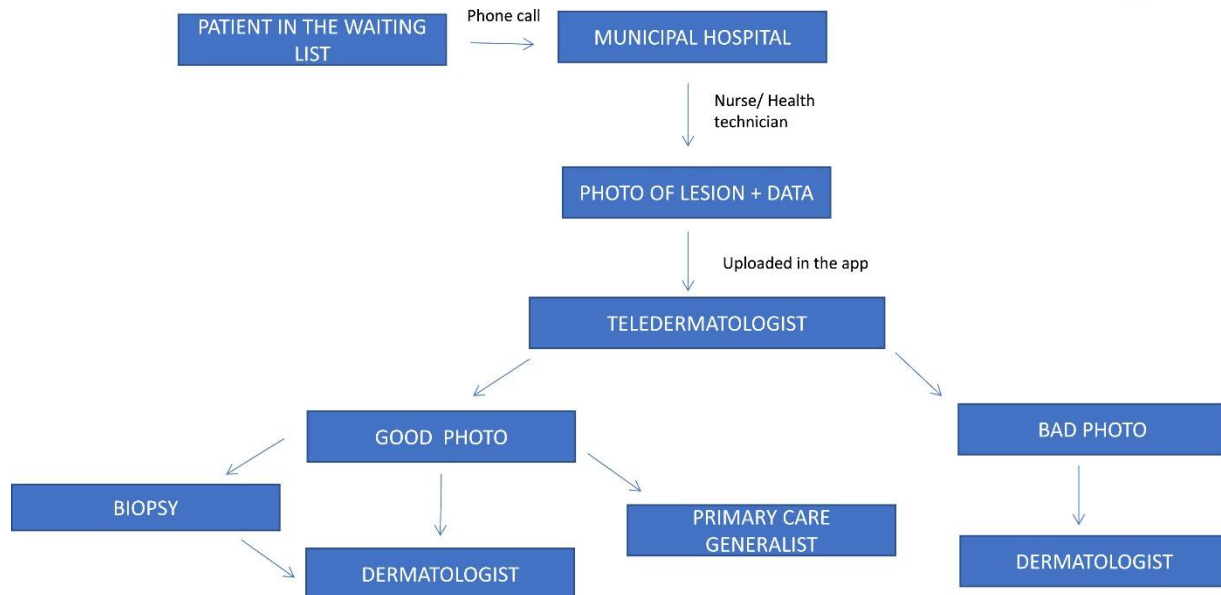 Phone call
PATIENT IN THE WAITING
LIST
MUNICIPAL HOSPITAL
Nurse/ Health
technician
PHOTO OF LESION + DATA
Uploaded in the app
TELEDERMATOLOGIST
GOOD PHOTO
BAD PHOTO
BIOPSY
PRIMARY CARE
GENERALIST
DERMATOLOGIST
DERMATOLOGIST